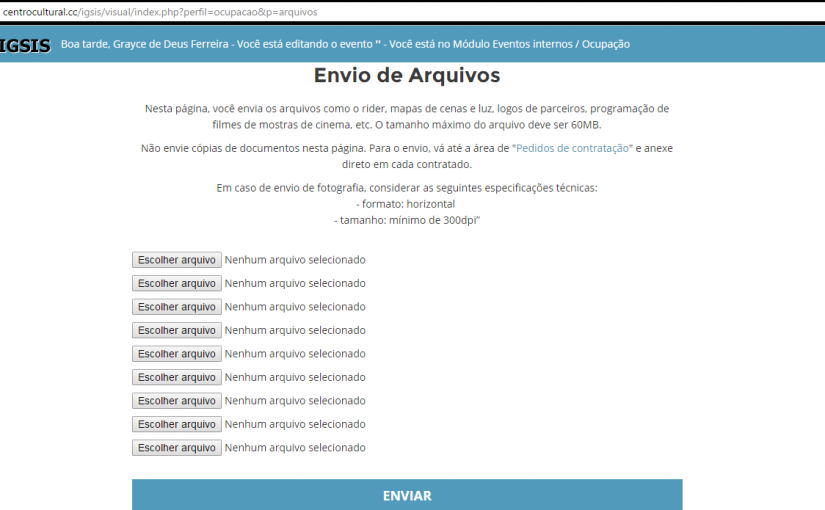 centrocultural.cc/igsis/visual/index.php?perfil=ocupacao&p=arquivos
IGSIS Boa tarde, Grayce de Deus Ferreira - Você está editando o evento '' - Você está no Módulo Eventos internos / Ocupação
Envio de Arquivos
Nesta página, você envia os arquivos como o rider, mapas de cenas e luz, logos de parceiros, programação de
filmes de mostras de cinema, etc. O tamanho máximo do arquivo deve ser 60MB.
Não envie cópias de documentos nesta página. Para o envio, vá até a área de "Pedidos de contratação" e anexe
direto em cada contratado.
Em caso de envio de fotografia, considerar as seguintes especificações técnicas:
- formato: horizontal
- tamanho: mínimo de 300dpi"
Escolher arquivo Nenhum arquivo selecionado
Escolher arquivo Nenhum arquivo selecionado
Escolher arquivo Nenhum arquivo selecionado
Escolher arquivo Nenhum arquivo selecionado
Escolher arquivo Nenhum arquivo selecionado
Escolher arquivo Nenhum arquivo selecionado
Escolher arquivo Nenhum arquivo selecionado
Escolher arquivo Nenhum arquivo selecionado
Escolher arquivo Nenhum arquivo selecionado
ENVIAR